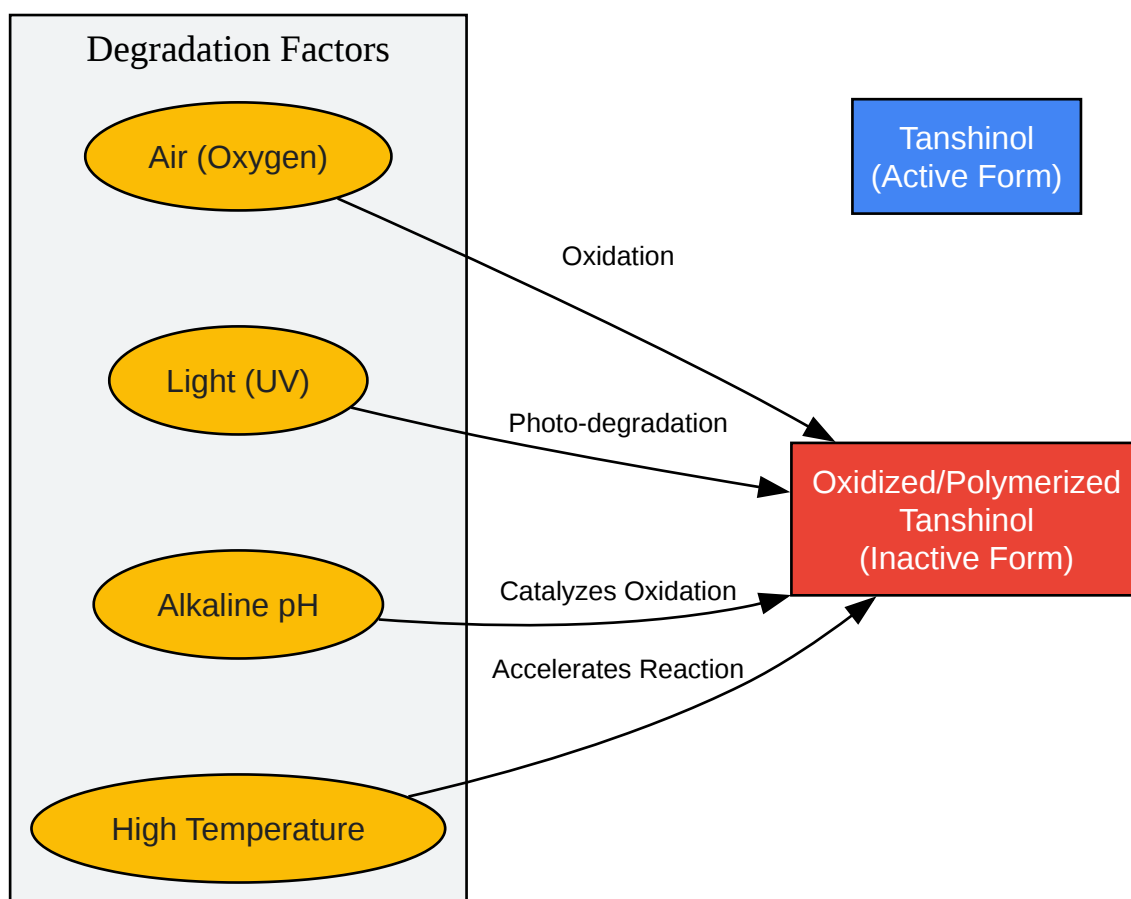 Degradation Factors
Air (Oxygen)
Tanshinol
(Active Form)
Oxidation
Light (UV)
Photo-degradation
Oxidized/Polymerized
Tanshinol
(Inactive Form)
Alkaline pH
Catalyzes Oxidation
Accelerates Reaction
High Temperature